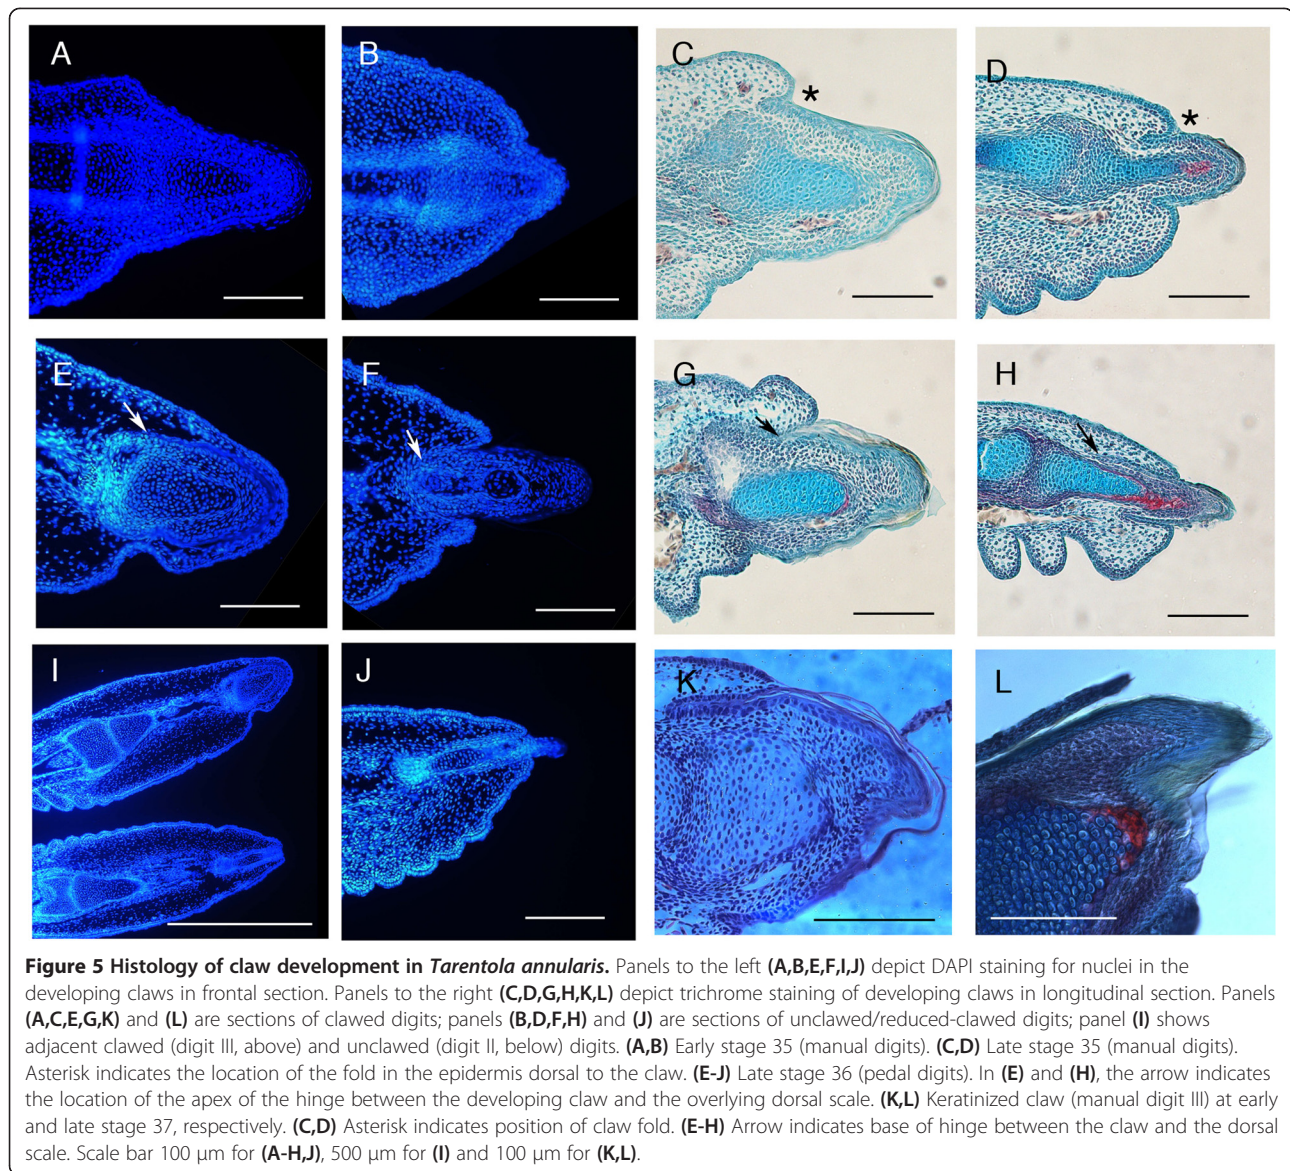 A
B
C
*
D
*
E
F
G
H
I
J
K
L
Figure 5 Histology of claw development in Tarentola annularis. Panels to the left (A,B,E,F,I,J) depict DAPI staining for nuclei in the
developing claws in frontal section. Panels to the right (C,D,G,H,K,L) depict trichrome staining of developing claws in longitudinal section. Panels
(A,C,E,G,K) and (L) are sections of clawed digits; panels (B,D,F,H) and (J) are sections of unclawed/reduced-clawed digits; panel (I) shows
adjacent clawed (digit III, above) and unclawed (digit II, below) digits. (A,B) Early stage 35 (manual digits). (C,D) Late stage 35 (manual digits).
Asterisk indicates the location of the fold in the epidermis dorsal to the claw. (E-J) Late stage 36 (pedal digits). In (E) and (H), the arrow indicates
the location of the apex of the hinge between the developing claw and the overlying dorsal scale. (K,L) Keratinized claw (manual digit III) at early
and late stage 37, respectively. (C,D) Asterisk indicates position of claw fold. (E-H) Arrow indicates base of hinge between the claw and the dorsal
scale. Scale bar 100 μm for (A-H,J), 500 μm for (I) and 100 μm for (K,L).